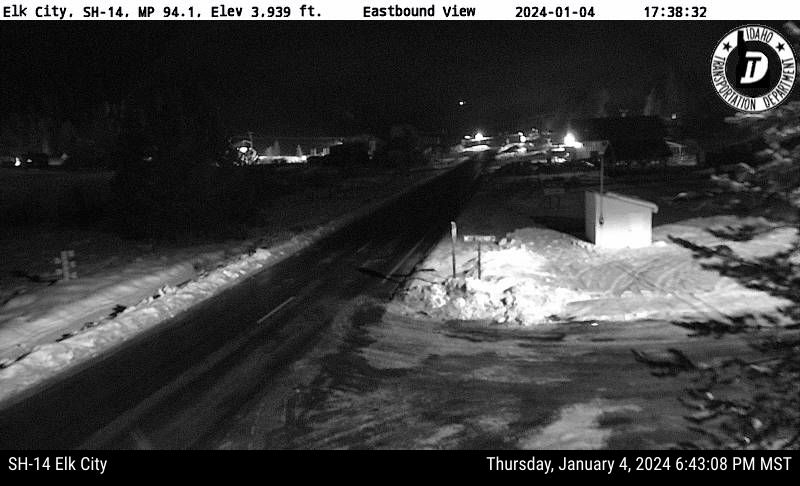 Elk City, SH-14, MP 94.1, Elev 3,939 ft. Eastbound View 2024-01-04 17:38:32
IDAHO
TRANSPORTATION DEPARTMENT
SH-14 Elk City
Thursday, January 4, 2024 6:43:08 PM MST